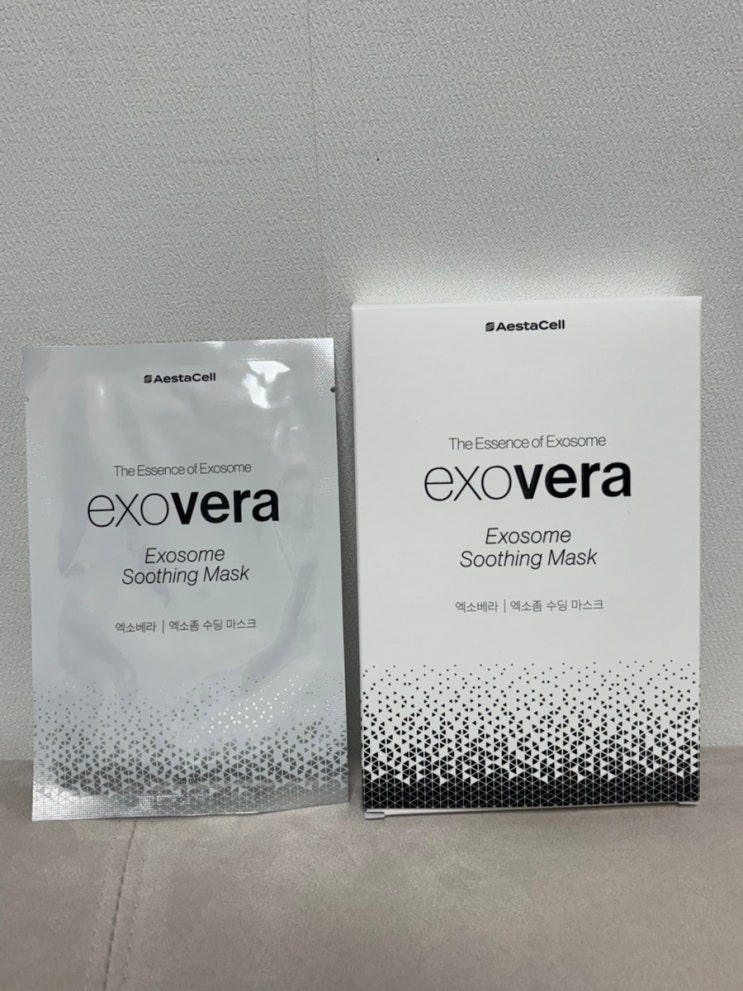 AestaCell
The Essence of Exosome
exovera
Exosome
Soothing Mask
엑소베라 | 엑소좀 수딩 마스크
AestaCell
The Essence of Exosome
exovera
Exosome
Soothing Mask
엑소베라 | 엑소좀 수딩 마스크